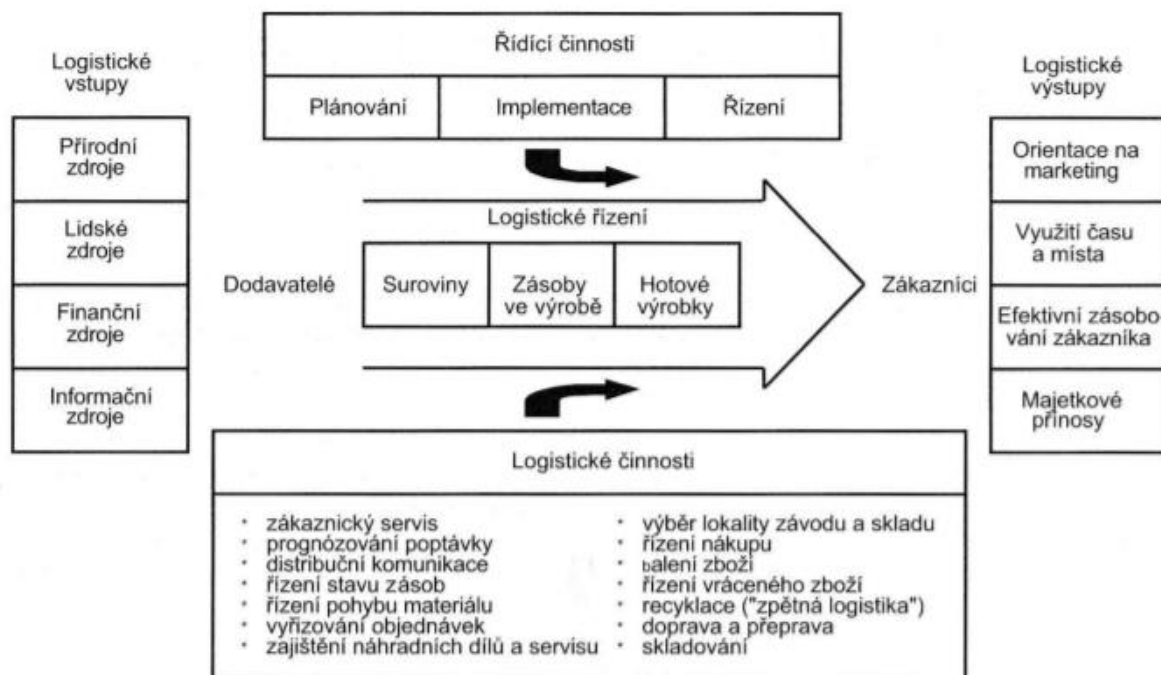 Řídící činnosti
Plánování
Implementace
Řízení
Logistické
vstupy
Přírodní
zdroje
Lidské
zdroje
Finanční
zdroje
Informační
zdroje
Dodavatelé
Logistické řízení
Suroviny
Zásoby
ve výrobě
Hotové
výrobky
Zákazníci
Logistické
výstupy
Orientace na
marketing
Využití času
a místa
Efektivní zásobo
vání zákazníka
Majetkové
přínosy
Logistické činnosti
· zákaznický servis
· prognózování poptávky
· distribuční komunikace
· řízení stavu zásob
· řízení pohybu materiálu
· vyřizování objednávek
· zajištění náhradních dílů a servisu
· výběr lokality závodu a skladu
· řízení nákupu
· balení zboží
· řízení vráceného zboží
· recyklace ("zpětná logistika")
· doprava a přeprava
· skladování